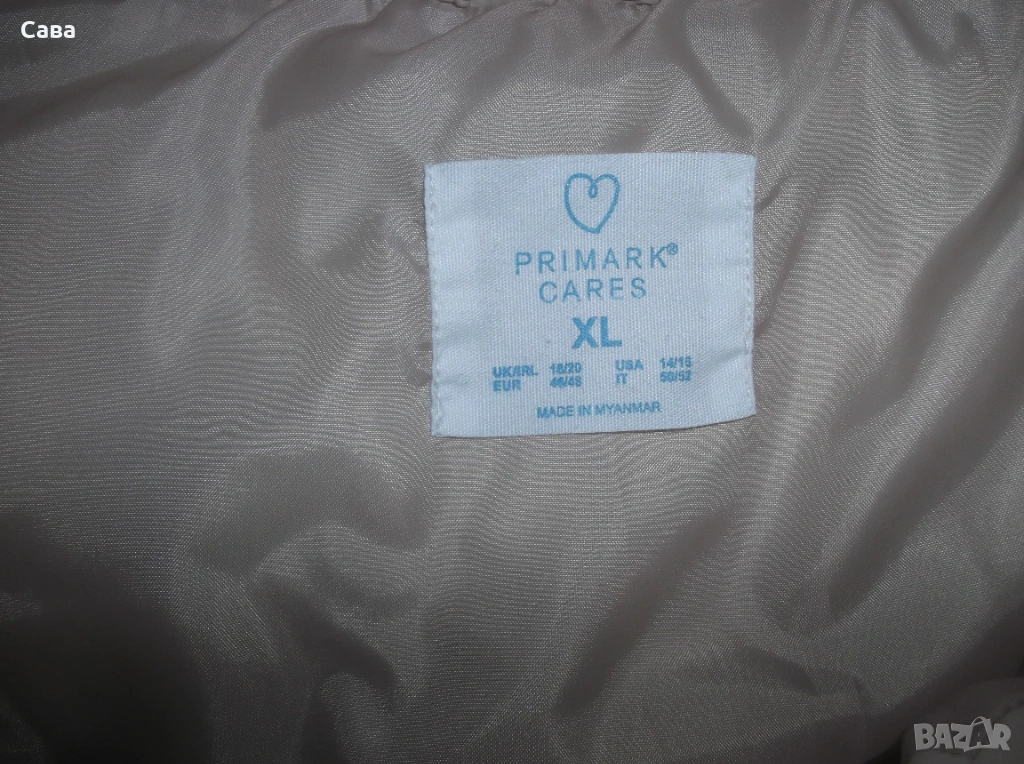 Сава
PRIMARK®
CARES
XL
UK/IRL 18/20 USA 14/16
EUR 46/48 IT 50/52
MADE IN MYANMAR
BAZAR